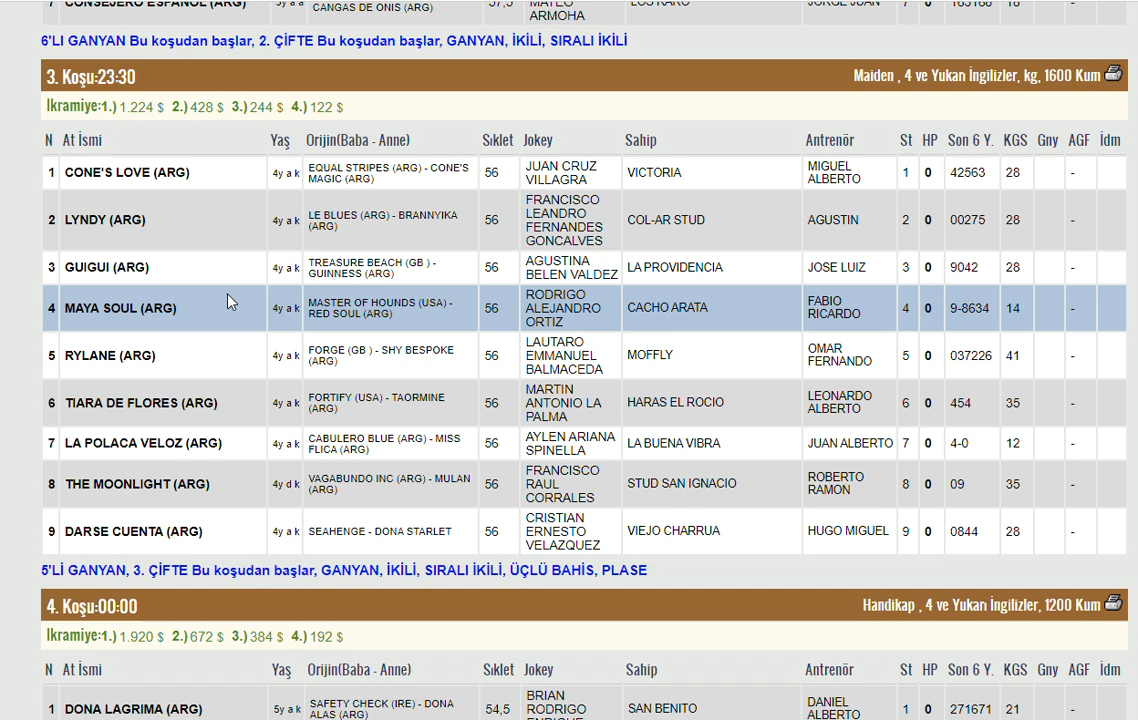 7 CONSEJERO ESPAÑOL (ARG) 5y a k CANGAS DE ONIS (ARG) 57,5 MATEO ARMOHA LOS KARO JORGE JUAN 7 0 18
6'LI GANYAN Bu koşudan başlar, 2. ÇİFTE Bu koşudan başlar, GANYAN, İKİLİ, SIRALI İKİLİ
3. Koşu:23:30 Maiden , 4 ve Yukarı İngilizler, kg, 1600 Kum
İkramiye:1.) 1.224 $ 2.) 428 $ 3.) 244 $ 4.) 122 $
N At İsmi Yaş Orijin(Baba - Anne) Sıklet Jokey Sahip Antrenör St HP Son 6 Y. KGS Gny AGF İdm
1 CONE'S LOVE (ARG) 4y a k EQUAL STRIPES (ARG) - CONE'S MAGIC (ARG) 56 JUAN CRUZ VILLAGRA VICTORIA MIGUEL ALBERTO 1 0 42563 28 -
2 LYNDY (ARG) 4y a k LE BLUES (ARG) - BRANNYIKA (ARG) 56 FRANCISCO LEANDRO FERNANDES GONCALVES COL-AR STUD AGUSTIN 2 0 00275 28 -
3 GUIGUI (ARG) 4y a k TREASURE BEACH (GB ) - GUINNESS (ARG) 56 AGUSTINA BELEN VALDEZ LA PROVIDENCIA JOSE LUIZ 3 0 9042 28 -
4 MAYA SOUL (ARG) 4y a k MASTER OF HOUNDS (USA) - RED SOUL (ARG) 56 RODRIGO ALEJANDRO ORTIZ CACHO ARATA FABIO RICARDO 4 0 9-8634 14 -
5 RYLANE (ARG) 4y a k FORGE (GB ) - SHY BESPOKE (ARG) 56 LAUTARO EMMANUEL BALMACEDA MOFFLY OMAR FERNANDO 5 0 037226 41 -
6 TIARA DE FLORES (ARG) 4y a k FORTIFY (USA) - TAORMINE (ARG) 56 MARTIN ANTONIO LA PALMA HARAS EL ROCIO LEONARDO ALBERTO 6 0 454 35 -
7 LA POLACA VELOZ (ARG) 4y a k CABULERO BLUE (ARG) - MISS FLICA (ARG) 56 AYLEN ARIANA SPINELLA LA BUENA VIBRA JUAN ALBERTO 7 0 4-0 12 -
8 THE MOONLIGHT (ARG) 4y d k VAGABUNDO INC (ARG) - MULAN (ARG) 56 FRANCISCO RAUL CORRALES STUD SAN IGNACIO ROBERTO RAMON 8 0 09 35 -
9 DARSE CUENTA (ARG) 4y a k SEAHENGE - DONA STARLET 56 CRISTIAN ERNESTO VELAZQUEZ VIEJO CHARRUA HUGO MIGUEL 9 0 0844 28 -
5'Lİ GANYAN, 3. ÇİFTE Bu koşudan başlar, GANYAN, İKİLİ, SIRALI İKİLİ, ÜÇLÜ BAHİS, PLASE
4. Koşu:00:00 Handikap , 4 ve Yukarı İngilizler, 1200 Kum
İkramiye:1.) 1.920 $ 2.) 672 $ 3.) 384 $ 4.) 192 $
N At İsmi Yaş Orijin(Baba - Anne) Sıklet Jokey Sahip Antrenör St HP Son 6 Y. KGS Gny AGF İdm
1 DONA LAGRIMA (ARG) 5y a k SAFETY CHECK (IRE) - DONA ALAS (ARG) 54,5 BRIAN RODRIGO ENRIQUE SAN BENITO DANIEL ALBERTO 1 0 271671 21 -